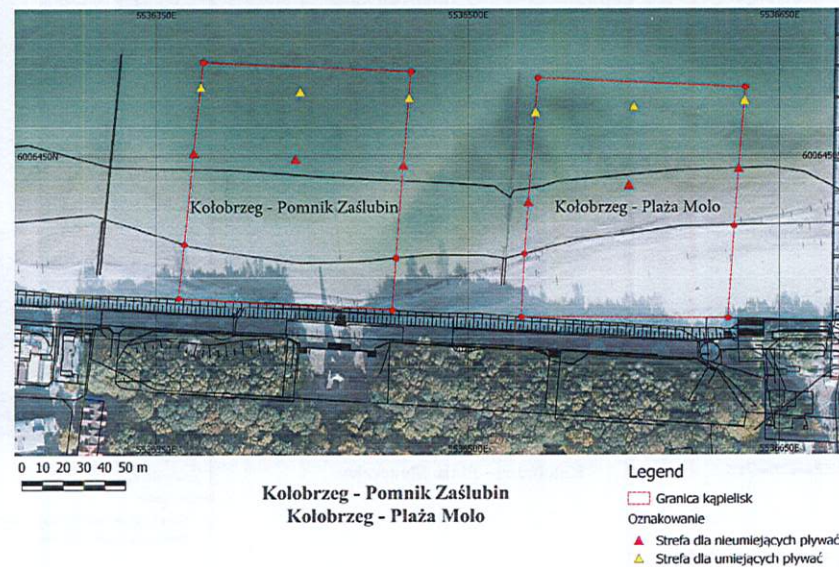 5536350E 5536500E 5536650E
6006450N 6006450N
Kołobrzeg - Pomnik Zaślubin
Kołobrzeg - Plaża Molo
5536350E 5536500E 5536650E
0 10 20 30 40 50 m
Kołobrzeg - Pomnik Zaślubin
Kołobrzeg - Plaża Molo
Legend
Granica kąpielisk
Oznakowanie
Strefa dla nieumiejących pływać
Strefa dla umiejących pływać